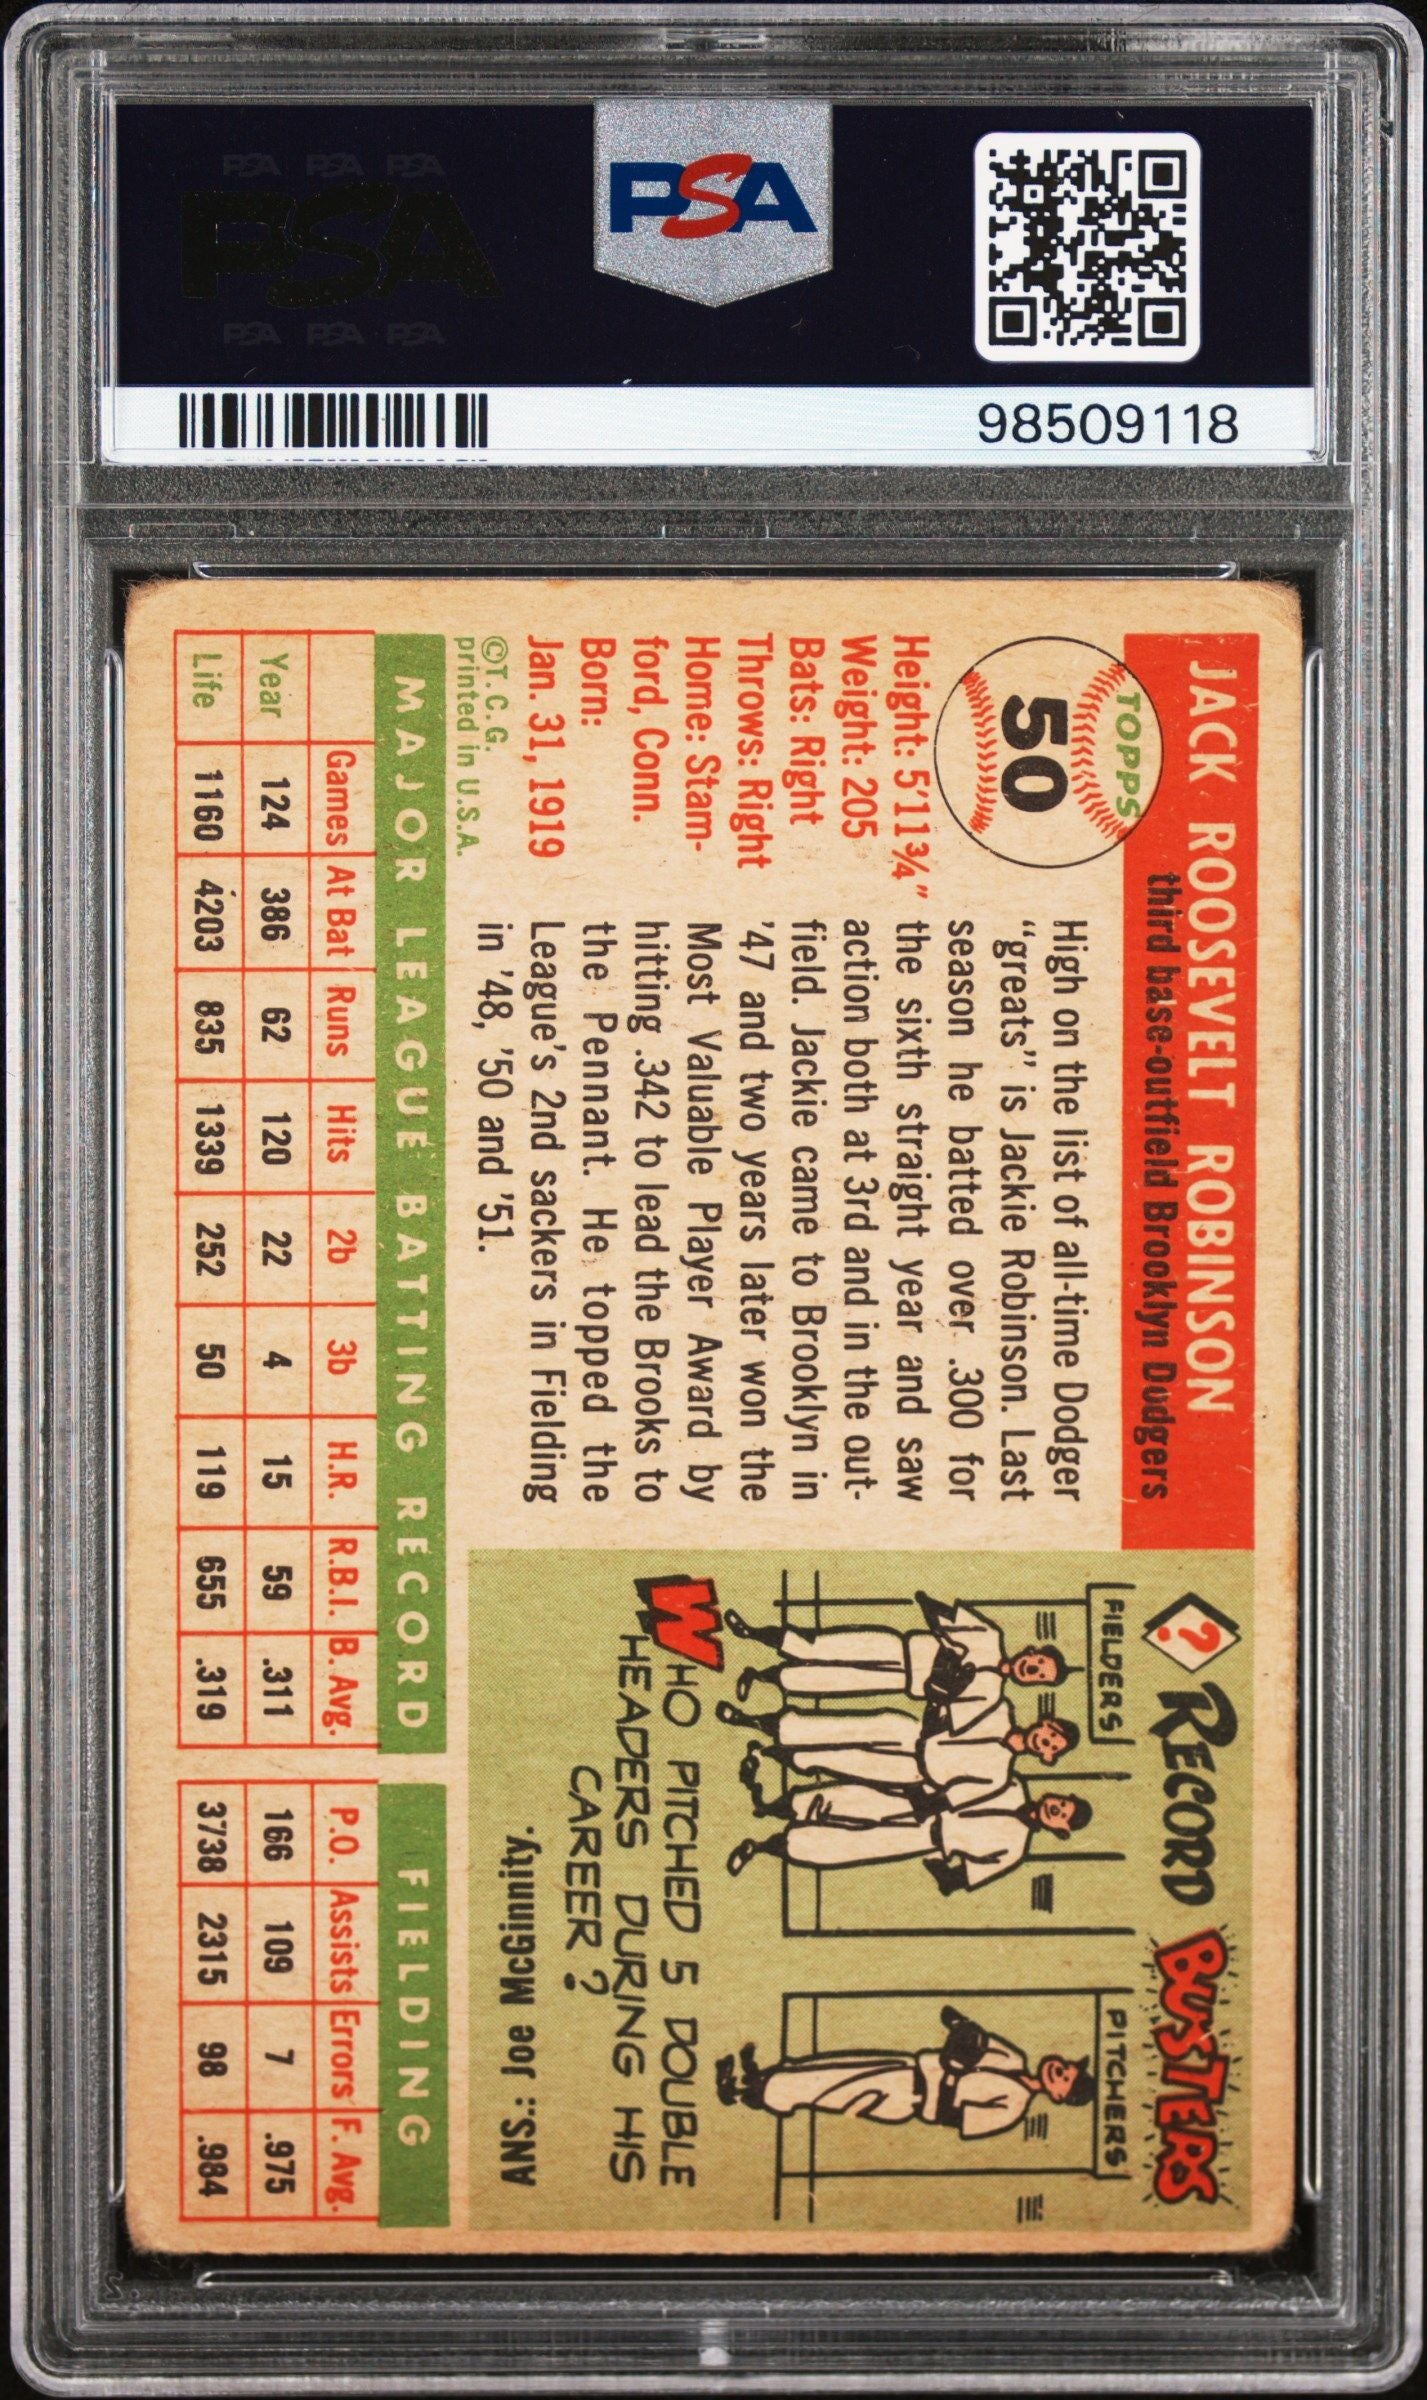 PSA PSA PSA
PSA
PSA PSA PSA
PSA
98509118
JACK ROOSEVELT ROBINSON
third base-outfield Brooklyn Dodgers
TOPPS
50
Height: 5'11¾"
Weight: 205
Bats: Right
Throws: Right
Home: Stam-
ford, Conn.
Born:
Jan. 31, 1919
©T.C.G.
printed in U.S.A.
High on the list of all-time Dodger
“greats” is Jackie Robinson. Last
season he batted over .300 for
the sixth straight year and saw
action both at 3rd and in the out-
field. Jackie came to Brooklyn in
'47 and two years later won the
Most Valuable Player Award by
hitting .342 to lead the Brooks to
the Pennant. He topped the
League's 2nd sackers in Fielding
in '48, '50 and '51.
? RECORD BUSTERS
FIELDERS
PITCHERS
WHO PITCHED 5 DOUBLE
HEADERS DURING HIS
CAREER?
ANS.: Joe McGinnity.
MAJOR LEAGUE BATTING RECORD
FIELDING
Games At Bat Runs Hits 2b 3b H.R. R.B.I. B. Avg. P.O. Assists Errors F. Avg.
Year 124 386 62 120 22 4 15 59 .311 166 109 7 .975
Life 1160 4203 835 1339 252 50 119 655 .319 3738 2315 98 .984